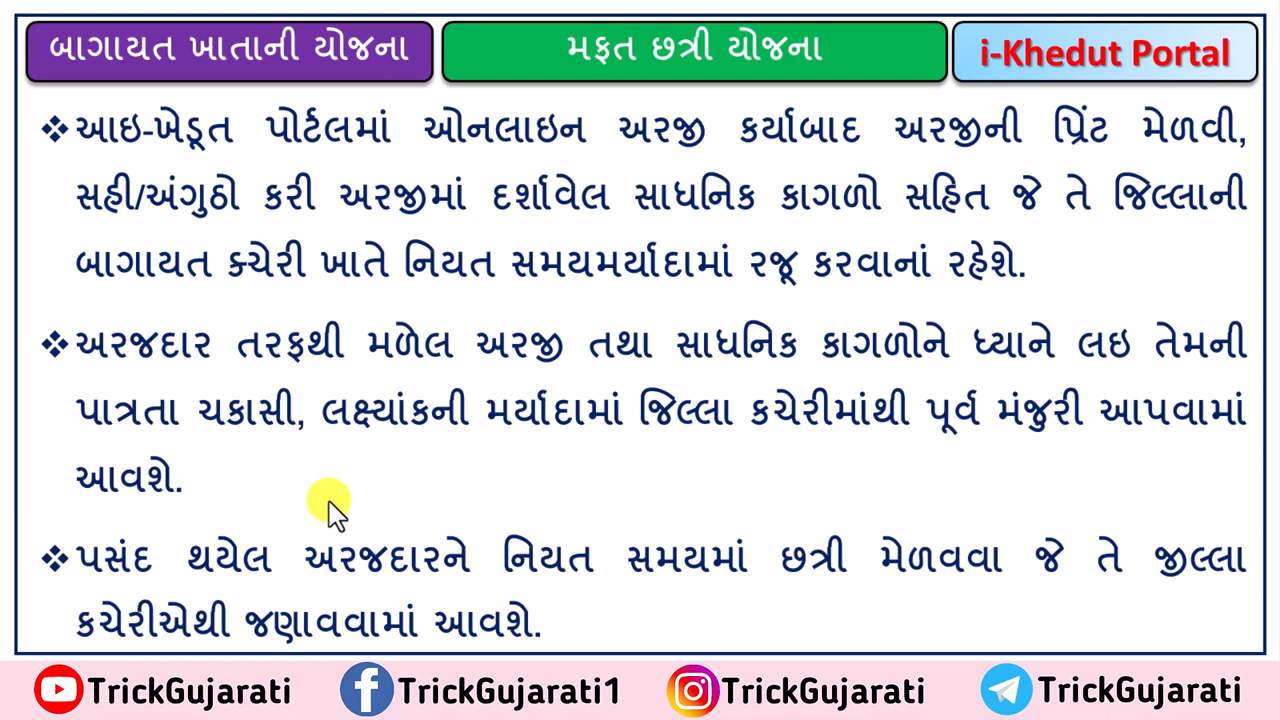 બાગાયત ખાતાની યોજના
મફત છત્રી યોજના
i-Khedut Portal
❖ આઇ-ખેડૂત પોર્ટલમાં ઓનલાઇન અરજી કર્યાબાદ અરજીની પ્રિંટ મેળવી,
સહી/અંગુઠો કરી અરજીમાં દર્શાવેલ સાધનિક કાગળો સહિત જે તે જિલ્લાની
બાગાયત ક્ચેરી ખાતે નિયત સમયમર્યાદામાં રજૂ કરવાનાં રહેશે.
❖ અરજદાર તરફથી મળેલ અરજી તથા સાધનિક કાગળોને ધ્યાને લઇ તેમની
પાત્રતા ચકાસી, લક્ષ્યાંકની મર્યાદામાં જિલ્લા કચેરીમાંથી પૂર્વ મંજુરી આપવામાં
આવશે.
❖ પસંદ થયેલ અરજદારને નિયત સમયમાં છત્રી મેળવવા જે તે જીલ્લા
કચેરીએથી જણાવવામાં આવશે.
TrickGujarati
TrickGujarati1
TrickGujarati
TrickGujarati